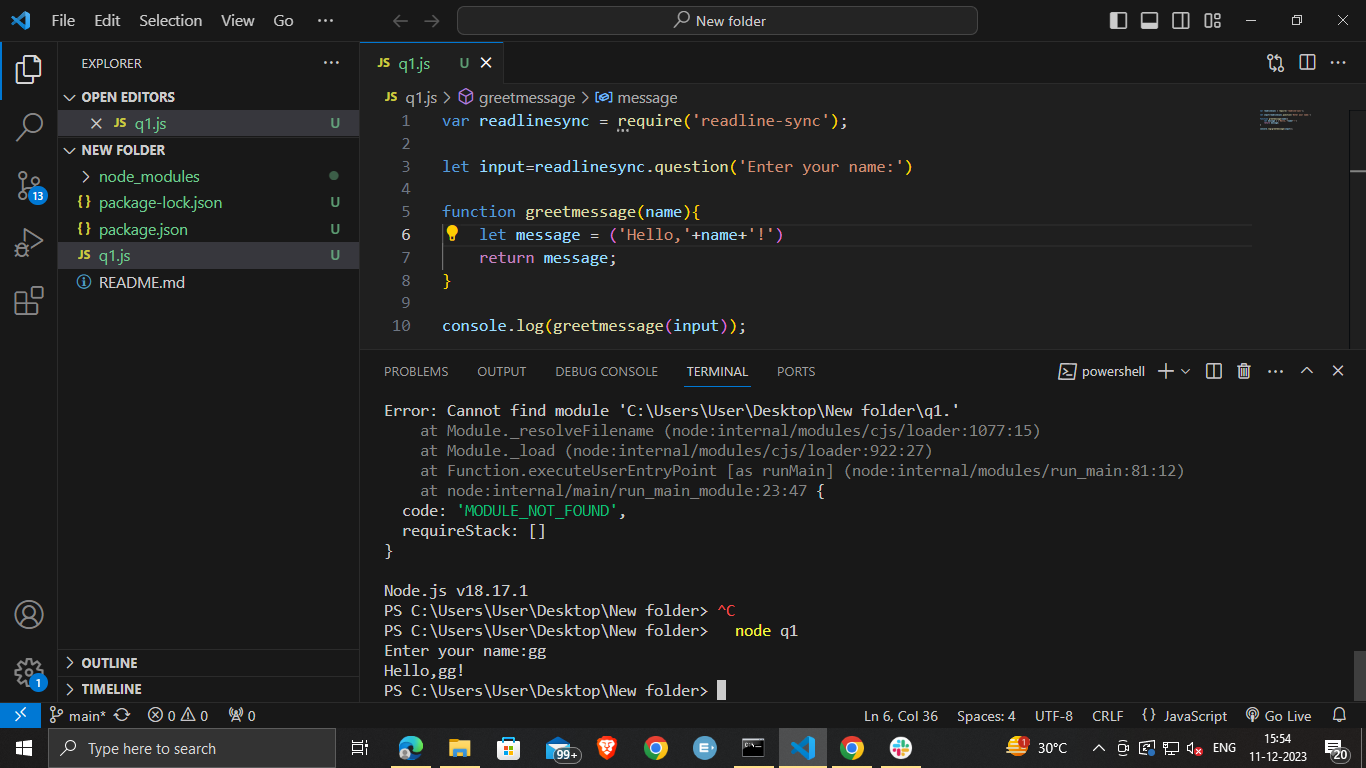 File Edit Selection View Go ··· New folder
EXPLORER ···
OPEN EDITORS
JS q1.js U
NEW FOLDER
node_modules
{} package-lock.json U
{} package.json U
JS q1.js U
README.md
OUTLINE
TIMELINE
13
1
JS q1.js U
JS q1.js > greetmessage > message
1 var readlinesync = require('readline-sync');
2
3 let input=readlinesync.question('Enter your name:')
4
5 function greetmessage(name){
6 let message = ('Hello,'+name+'!')
7 return message;
8 }
9
10 console.log(greetmessage(input));
PROBLEMS OUTPUT DEBUG CONSOLE TERMINAL PORTS powershell
Error: Cannot find module 'C:\Users\User\Desktop\New folder\q1.'
at Module._resolveFilename (node:internal/modules/cjs/loader:1077:15)
at Module._load (node:internal/modules/cjs/loader:922:27)
at Function.executeUserEntryPoint [as runMain] (node:internal/modules/run_main:81:12)
at node:internal/main/run_main_module:23:47 {
code: 'MODULE_NOT_FOUND',
requireStack: []
}
Node.js v18.17.1
PS C:\Users\User\Desktop\New folder> ^C
PS C:\Users\User\Desktop\New folder> node q1
Enter your name:gg
Hello,gg!
PS C:\Users\User\Desktop\New folder>
main* 0 0 0 Ln 6, Col 36 Spaces: 4 UTF-8 CRLF {} JavaScript Go Live
Type here to search 99+ 1 30°C ENG 15:54
11-12-2023 20